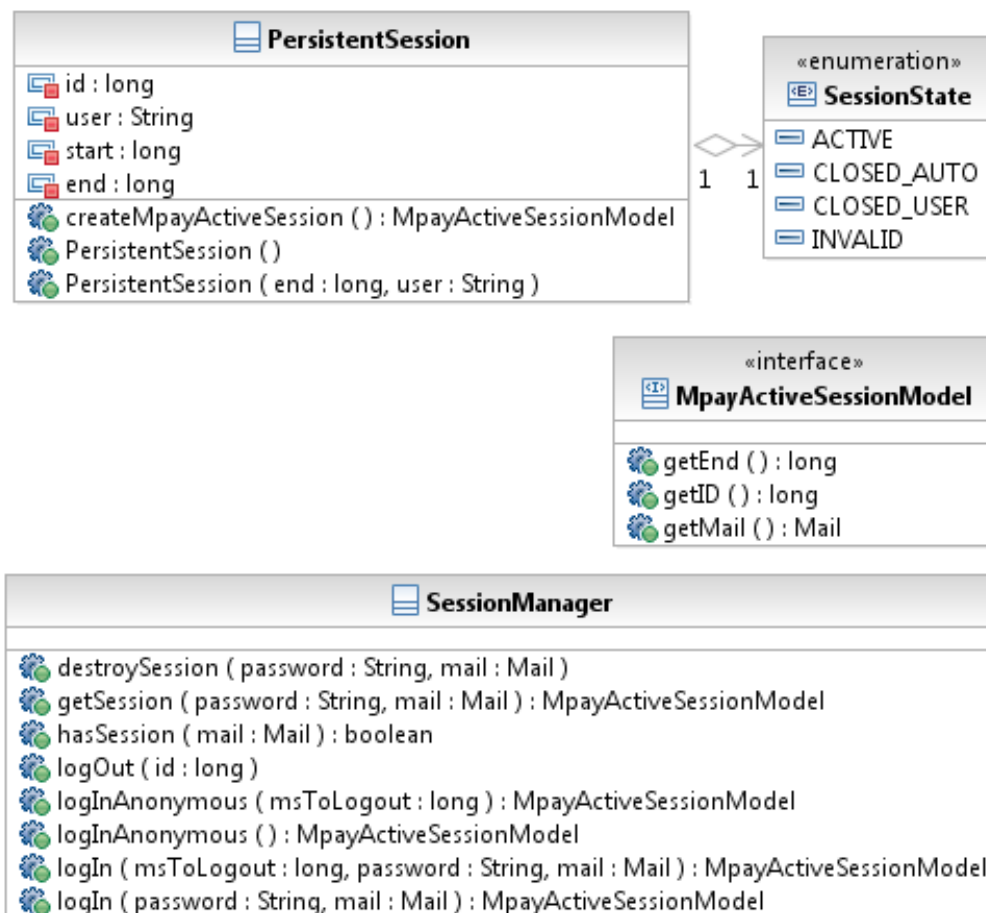 PersistentSession
id : long
user : String
start : long
end : long
createMpayActiveSession ( ) : MpayActiveSessionModel
PersistentSession ( )
PersistentSession ( end : long, user : String )
1 1
«enumeration»
<E> SessionState
ACTIVE
CLOSED_AUTO
CLOSED_USER
INVALID
«interface»
<I> MpayActiveSessionModel
getEnd ( ) : long
getID ( ) : long
getMail ( ) : Mail
SessionManager
destroySession ( password : String, mail : Mail )
getSession ( password : String, mail : Mail ) : MpayActiveSessionModel
hasSession ( mail : Mail ) : boolean
logOut ( id : long )
logInAnonymous ( msToLogout : long ) : MpayActiveSessionModel
logInAnonymous ( ) : MpayActiveSessionModel
logIn ( msToLogout : long, password : String, mail : Mail ) : MpayActiveSessionModel
logIn ( password : String, mail : Mail ) : MpayActiveSessionModel